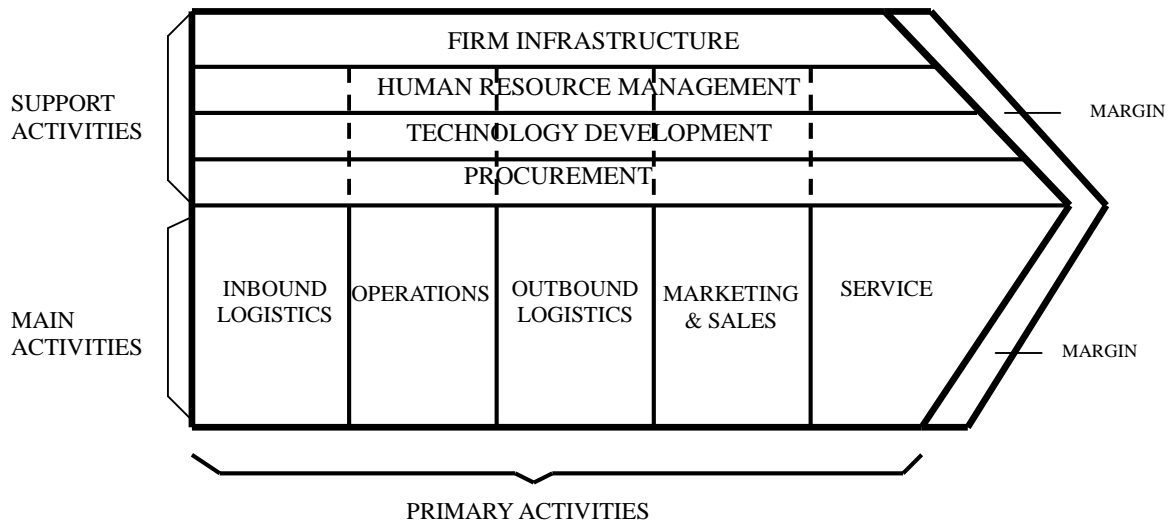 FIRM INFRASTRUCTURE
HUMAN RESOURCE MANAGEMENT
SUPPORT
ACTIVITIES
MARGIN
TECHNOLOGY DEVELOPMENT
PROCUREMENT
INBOUND
LOGISTICS
OPERATIONS
OUTBOUND
LOGISTICS
MARKETING
& SALES
SERVICE
MAIN
ACTIVITIES
MARGIN
PRIMARY ACTIVITIES